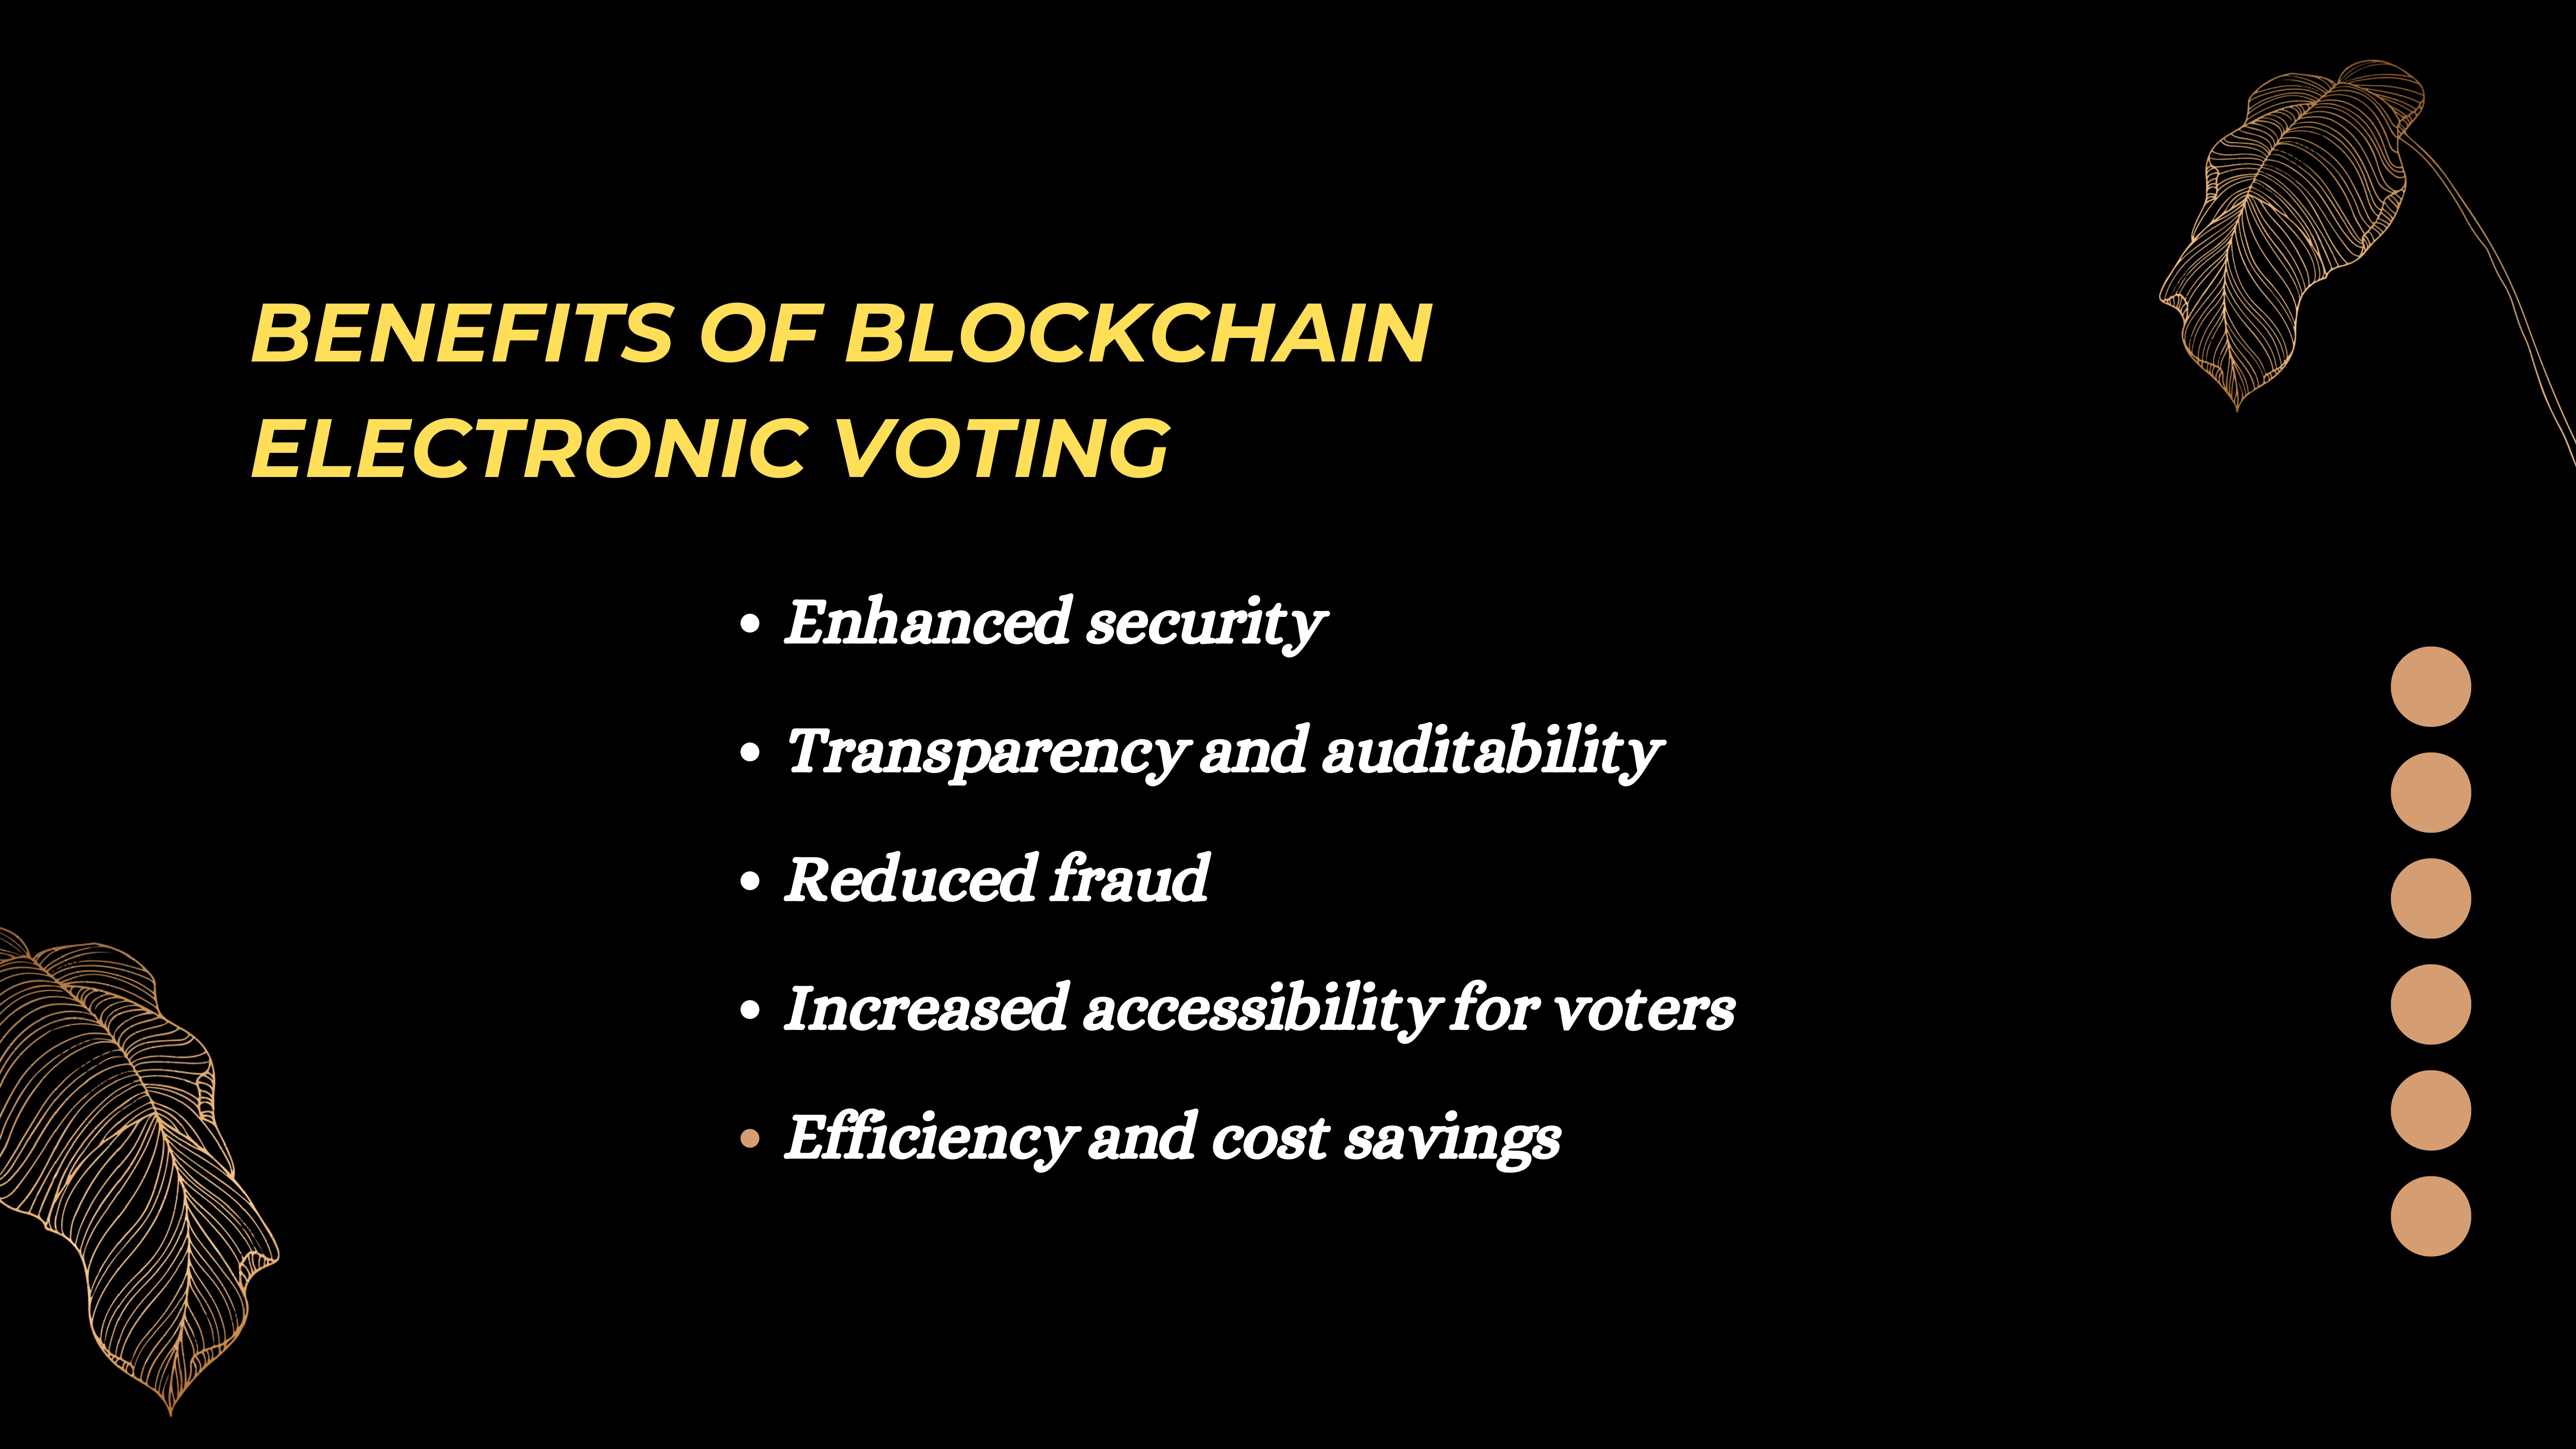 BENEFITS OF BLOCKCHAIN
ELECTRONIC VOTING
• Enhanced security
• Transparency and auditability
• Reduced fraud
• Increased accessibility for voters
• Efficiency and cost savings